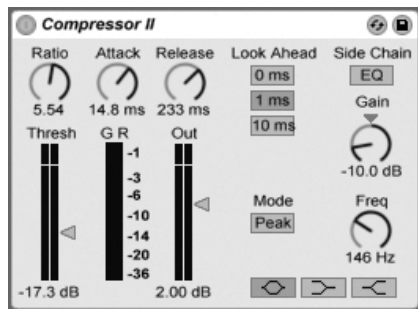 Compressor II
Ratio Attack Release Look Ahead Side Chain
0 ms EQ
5.54 14.8 ms 233 ms 1 ms Gain
10 ms
Thresh G R Out
-1
-3
-6
-10
-14
-20
-36
-10.0 dB
Mode Freq
Peak
146 Hz
-17.3 dB 2.00 dB